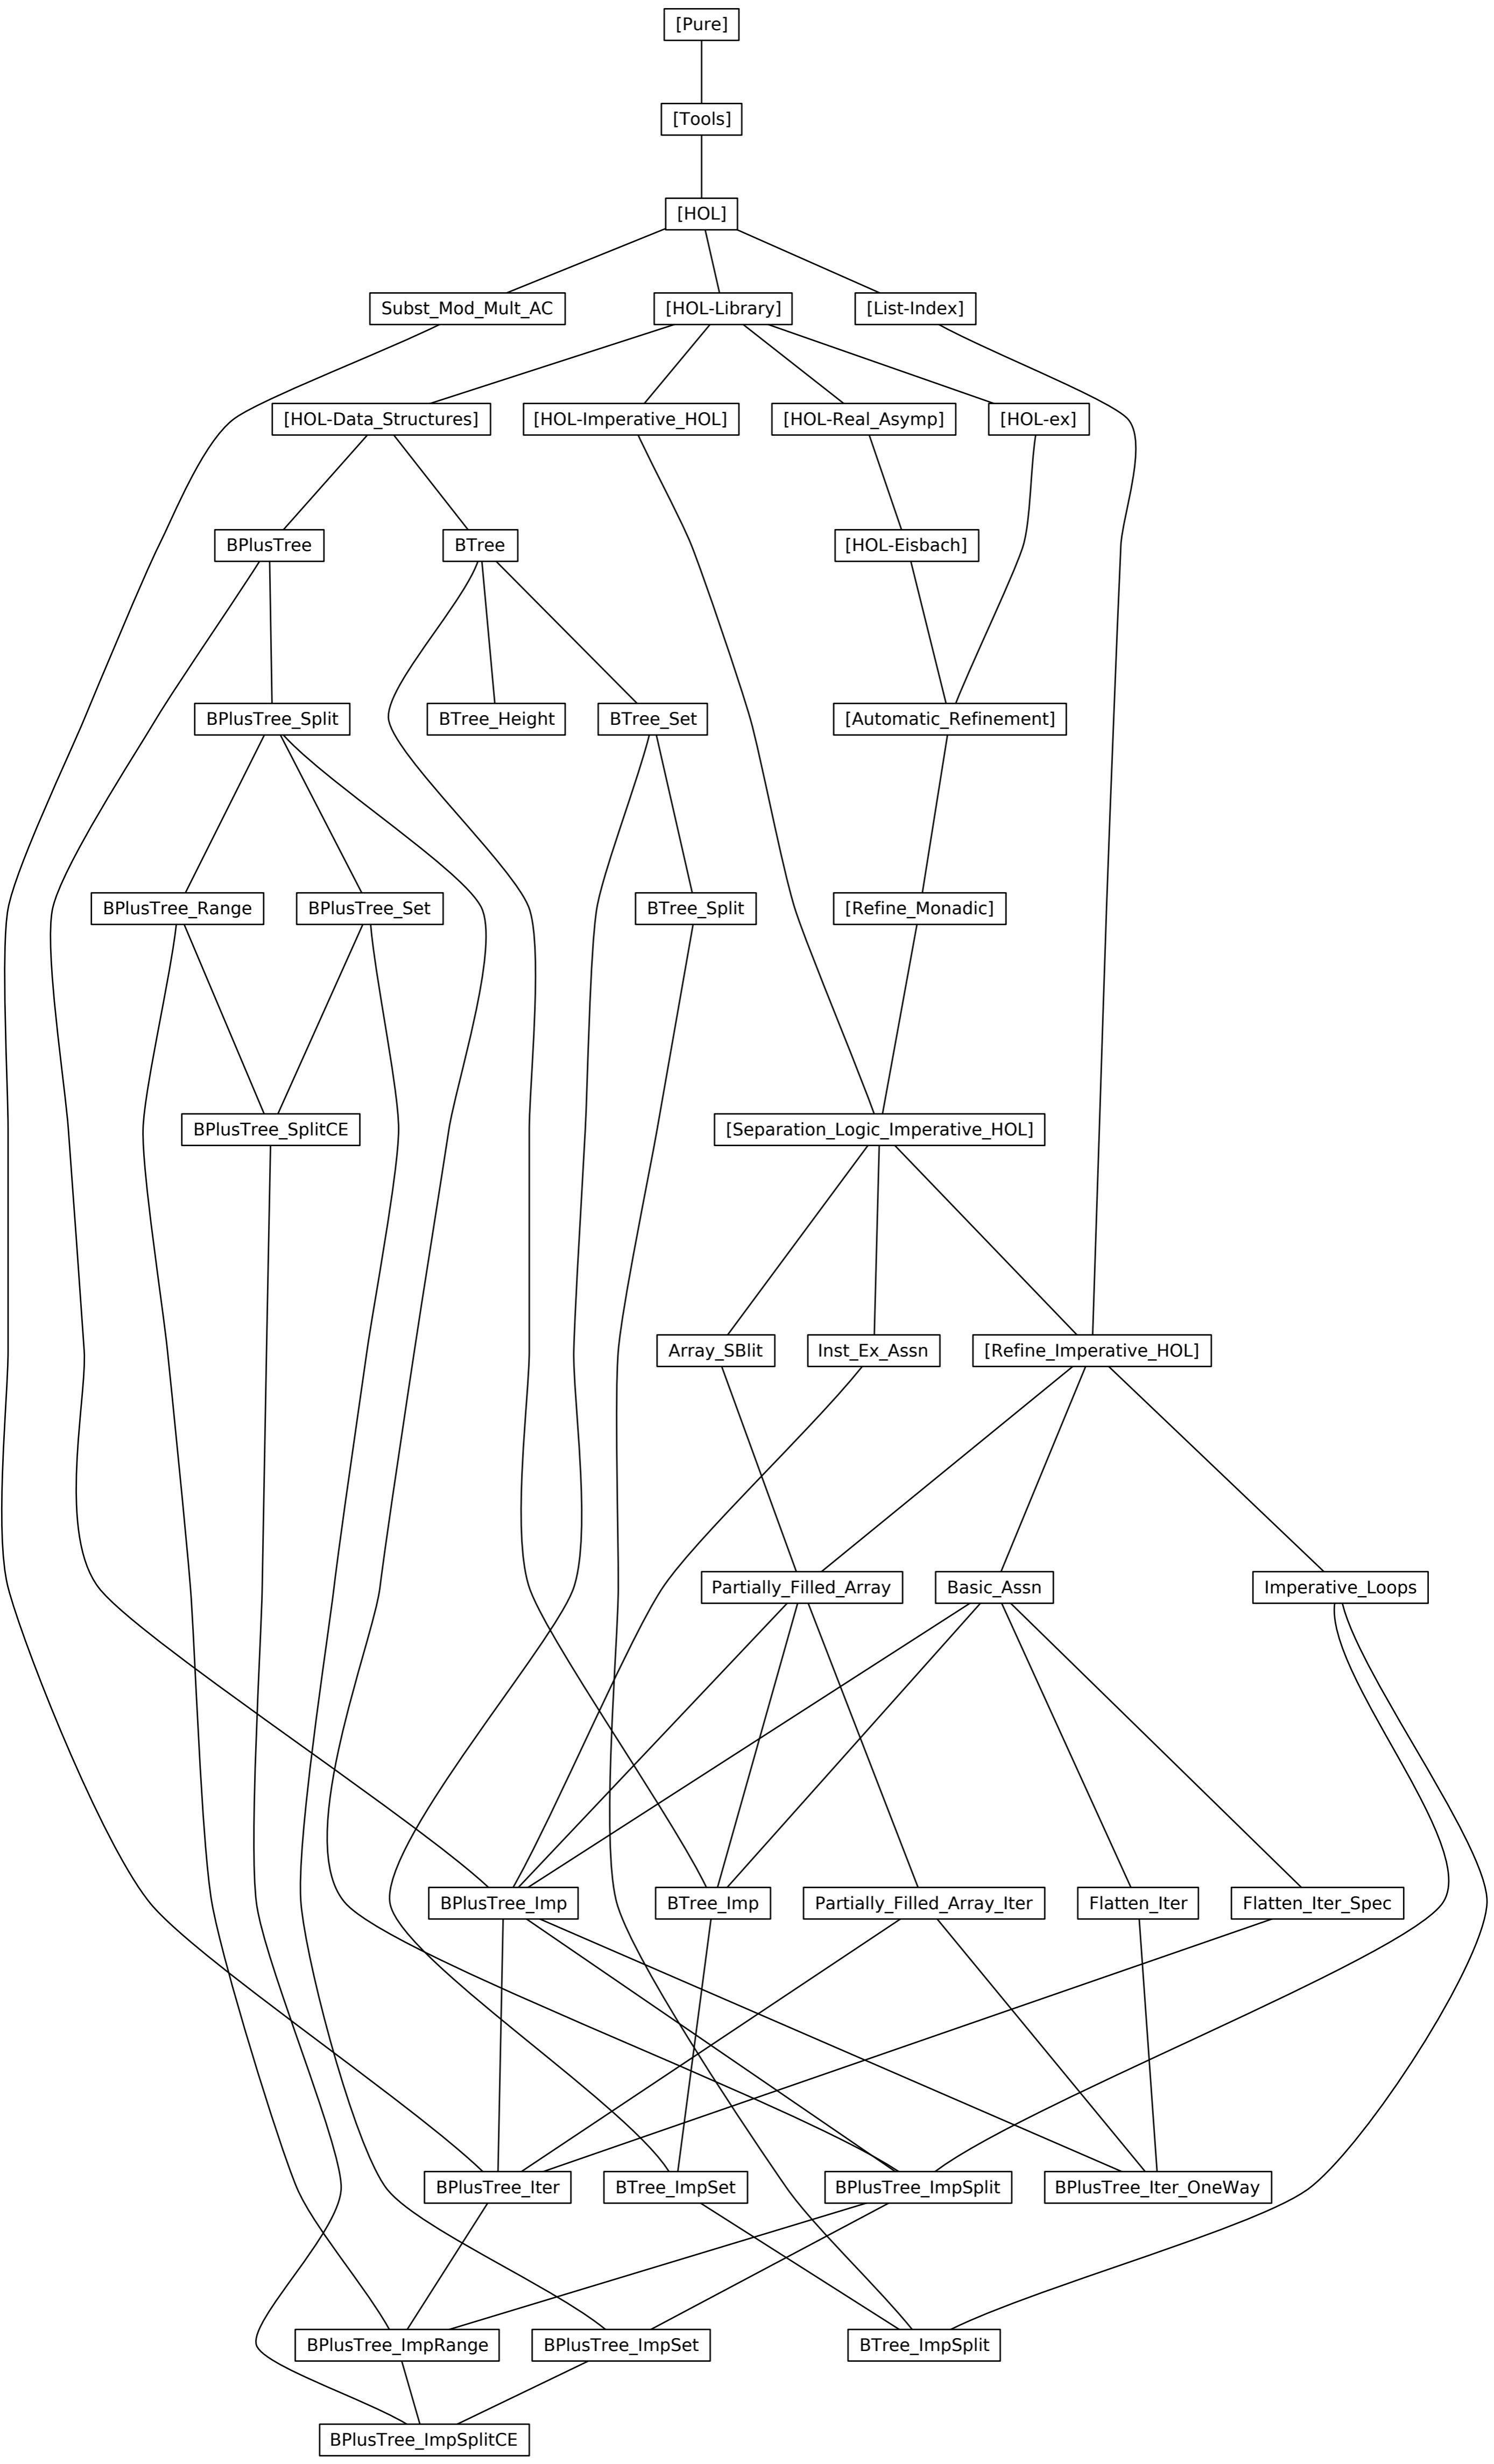 [Pure]
[Tools]
[HOL]
Subst_Mod_Mult_AC
[HOL-Library]
[List-Index]
[HOL-Data_Structures]
[HOL-Imperative_HOL]
[HOL-Real_Asymp]
[HOL-ex]
BPlusTree
BTree
[HOL-Eisbach]
BPlusTree_Split
BTree_Height
BTree_Set
[Automatic_Refinement]
BPlusTree_Range
BPlusTree_Set
BTree_Split
[Refine_Monadic]
BPlusTree_SplitCE
[Separation_Logic_Imperative_HOL]
Array_SBlit
Inst_Ex_Assn
[Refine_Imperative_HOL]
Partially_Filled_Array
Basic_Assn
Imperative_Loops
BPlusTree_Imp
BTree_Imp
Partially_Filled_Array_Iter
Flatten_Iter
Flatten_Iter_Spec
BPlusTree_Iter
BTree_ImpSet
BPlusTree_ImpSplit
BPlusTree_Iter_OneWay
BPlusTree_ImpRange
BPlusTree_ImpSet
BTree_ImpSplit
BPlusTree_ImpSplitCE